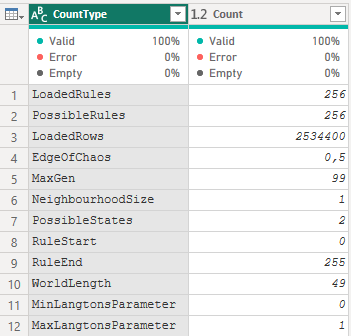 CountType 1.2 Count
Valid 100% Valid 100%
Error 0% Error 0%
Empty 0% Empty 0%
1 LoadedRules 256
2 PossibleRules 256
3 LoadedRows 2534400
4 EdgeOfChaos 0,5
5 MaxGen 99
6 NeighbourhoodSize 1
7 PossibleStates 2
8 RuleStart 0
9 RuleEnd 255
10 WorldLength 49
11 MinLangtonsParameter 0
12 MaxLangtonsParameter 1